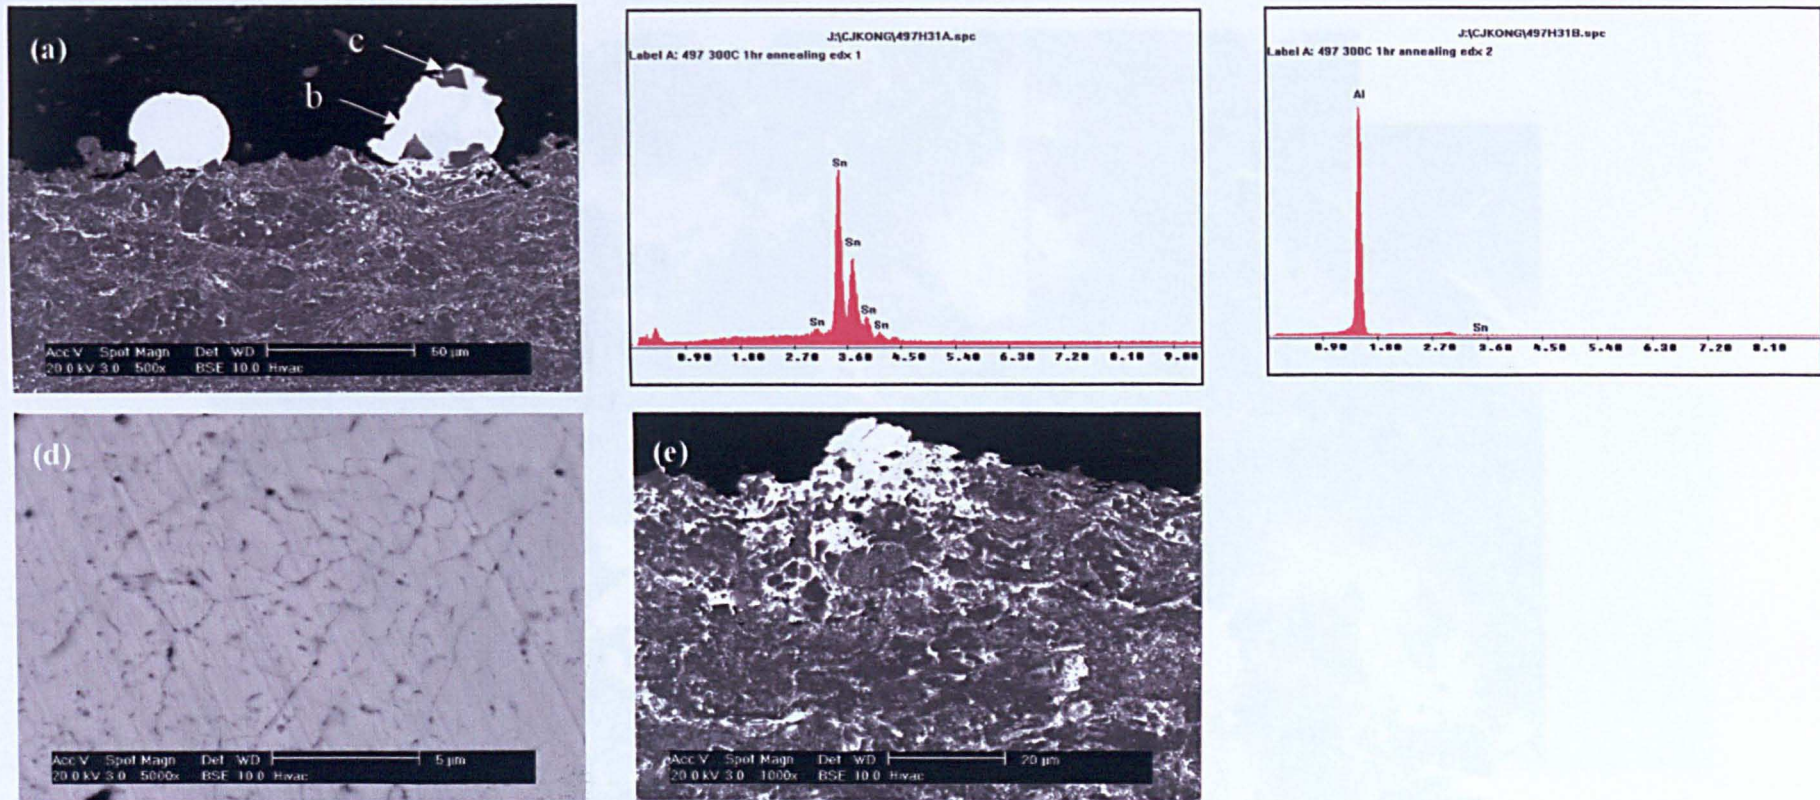 (a)
c
b
Acc.V Spot Magn Det WD 50 µm
20.0 kV 3.0 500x BSE 10.0 Hivac
J:\CJKONG\497H31A.spc
Label A: 497 300C 1hr annealing edx 1
Sn
Sn
Sn
Sn
Sn
0.90 1.80 2.70 3.60 4.50 5.40 6.30 7.20 8.10 9.00
J:\CJKONG\497H31B.spc
Label A: 497 300C 1hr annealing edx 2
Al
Sn
0.90 1.80 2.70 3.60 4.50 5.40 6.30 7.20 8.10
(d)
Acc.V Spot Magn Det WD 5 µm
20.0 kV 3.0 5000x BSE 10.0 Hivac
(e)
Acc.V Spot Magn Det WD 20 µm
20.0 kV 3.0 1000x BSE 10.0 Hivac